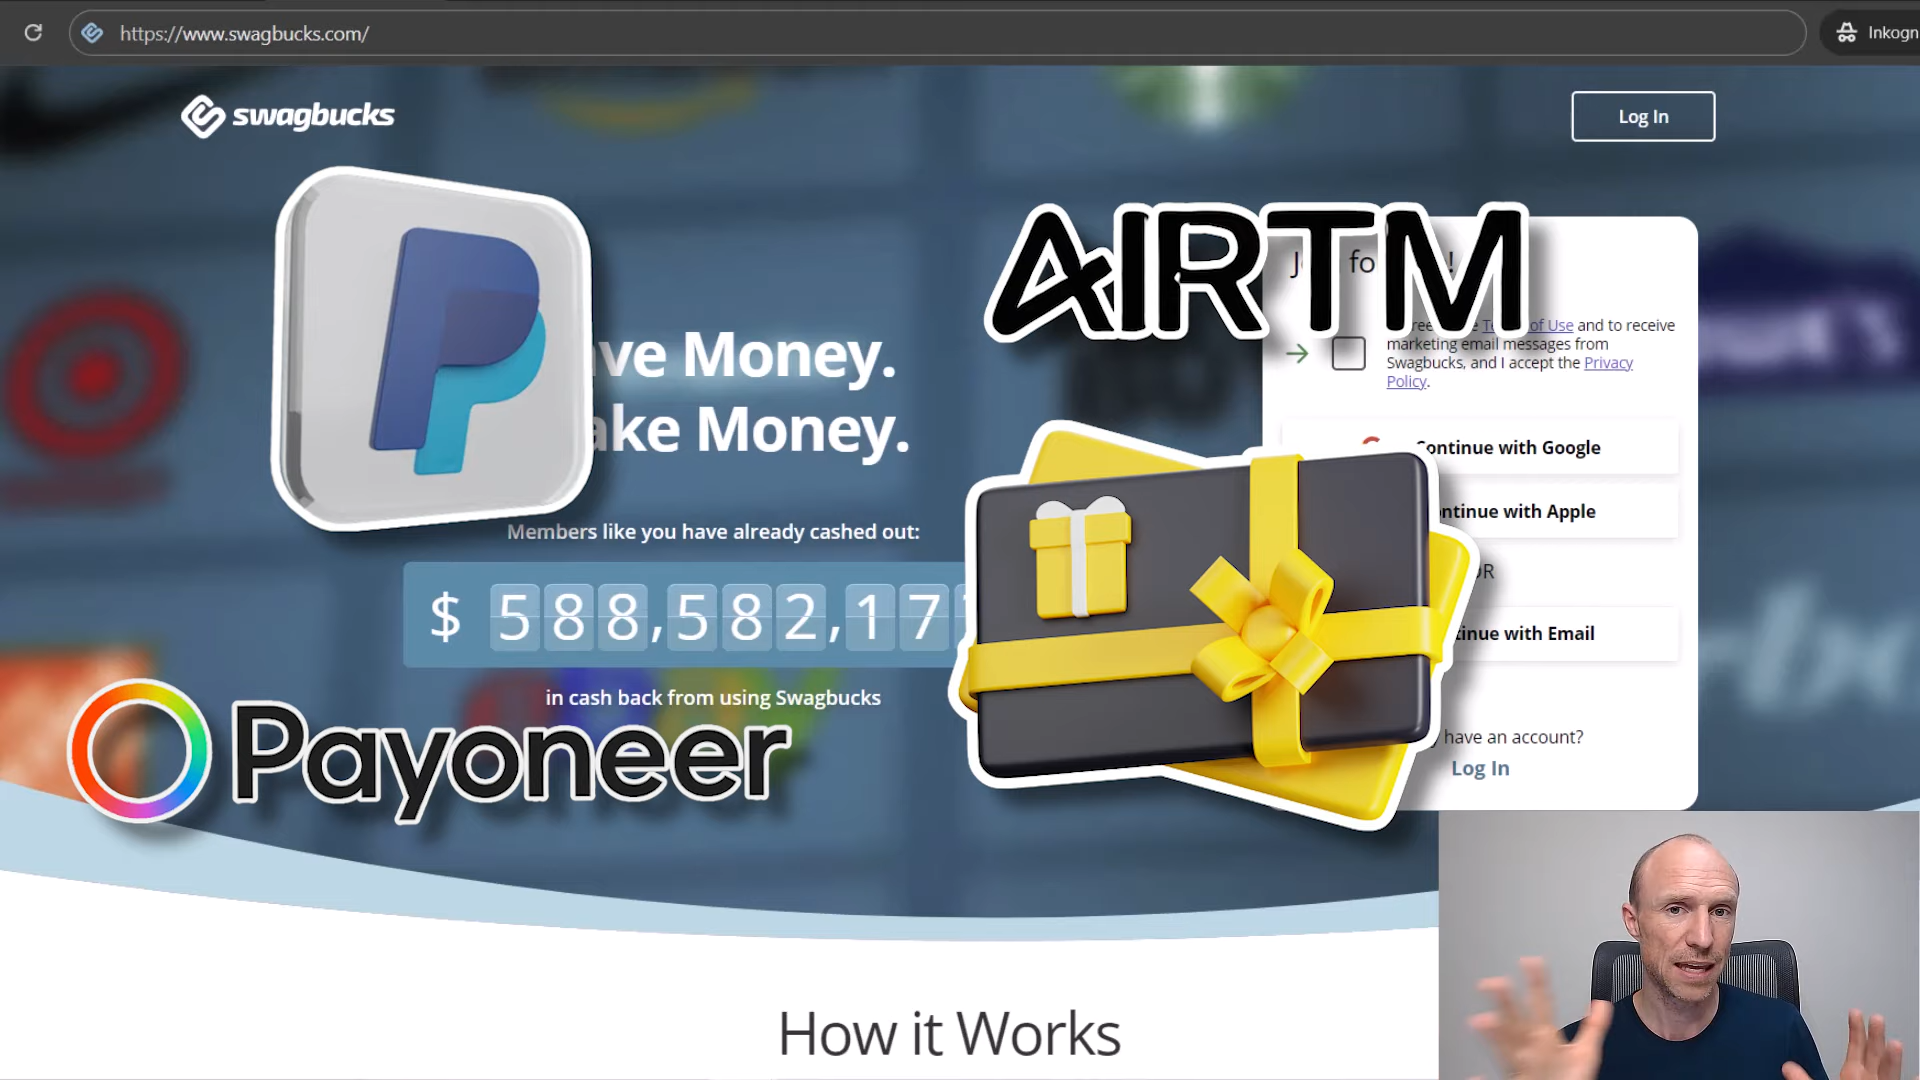 https://www.swagbucks.com/
Inkogn
swagbucks
Log In
AIRTM
ve Money.
ake Money.
and to receive
marketing email messages from
Swagbucks, and I accept the Privacy
Policy.
Continue with Google
ntinue with Apple
Members like you have already cashed out:
OR
$ 588,582,17
tinue with Email
in cash back from using Swagbucks
Payoneer
have an account?
Log In
How it Works